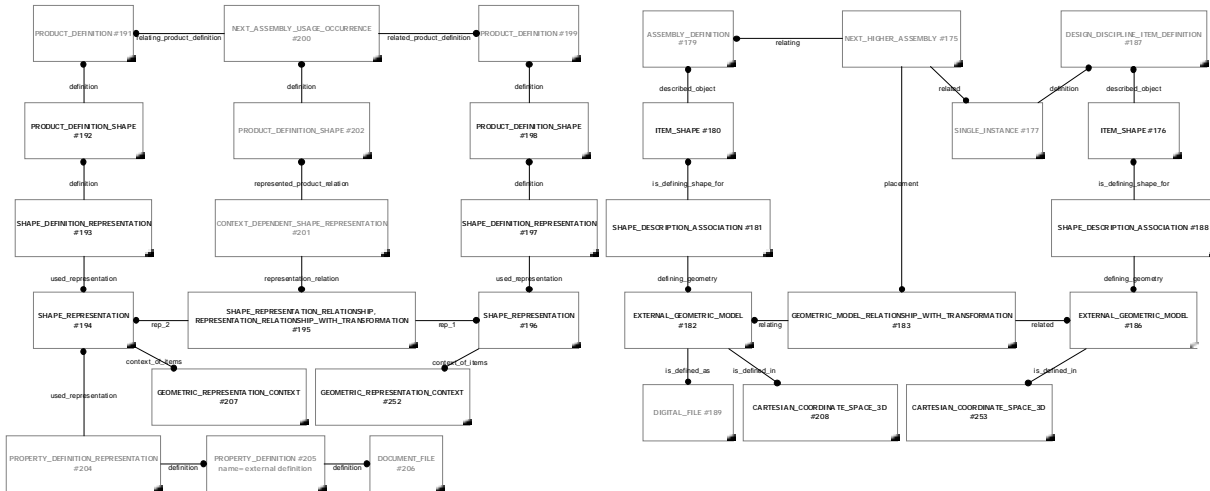 PRODUCT_DEFINITION #191
relating_product_definition
NEXT_ASSEMBLY_USAGE_OCCURRENCE
#200
related_product_definition
PRODUCT_DEFINITION #199
definition
definition
definition
PRODUCT_DEFINITION_SHAPE
#192
PRODUCT_DEFINITION_SHAPE #202
PRODUCT_DEFINITION_SHAPE
#198
definition
represented_product_relation
definition
SHAPE_DEFINITION_REPRESENTATION
#193
CONTEXT_DEPENDENT_SHAPE_REPRESENTATION
#201
SHAPE_DEFINITION_REPRESENTATION
#197
used_representation
representation_relation
used_representation
SHAPE_REPRESENTATION
#194
rep_2
SHAPE_REPRESENTATION_RELATIONSHIP,
REPRESENTATION_RELATIONSHIP_WITH_TRANSFORMATION
#195
rep_1
SHAPE_REPRESENTATION
#196
context_of_items
context_of_items
used_representation
GEOMETRIC_REPRESENTATION_CONTEXT
#207
GEOMETRIC_REPRESENTATION_CONTEXT
#252
PROPERTY_DEFINITION_REPRESENTATION
#204
definition
PROPERTY_DEFINITION #205
name=external definition
definition
DOCUMENT_FILE
#206
ASSEMBLY_DEFINITION
#179
relating
NEXT_HIGHER_ASSEMBLY #175
DESIGN_DISCIPLINE_ITEM_DEFINITION
#187
described_object
related
definition
described_object
ITEM_SHAPE #180
SINGLE_INSTANCE #177
ITEM_SHAPE #176
is_defining_shape_for
placement
is_defining_shape_for
SHAPE_DESCRIPTION_ASSOCIATION #181
SHAPE_DESCRIPTION_ASSOCIATION #188
defining_geometry
defining_geometry
EXTERNAL_GEOMETRIC_MODEL
#182
relating
GEOMETRIC_MODEL_RELATIONSHIP_WITH_TRANSFORMATION
#183
related
EXTERNAL_GEOMETRIC_MODEL
#186
is_defined_as
is_defined_in
is_defined_in
DIGITAL_FILE #189
CARTESIAN_COORDINATE_SPACE_3D
#208
CARTESIAN_COORDINATE_SPACE_3D
#253